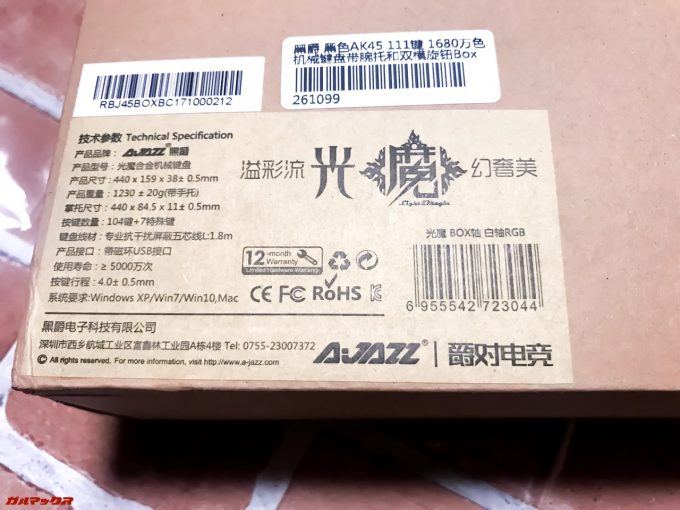 黑爵 黑色AK45 111键 1680万色
机械键盘带腕托和双横旋钮Box
261099
RBJ45BOXBC171000212
技术参数 Technical Specification
产品品牌： A-JAZZ® 黑爵
产品型号：光魔合金机械键盘
产品尺寸：440 x 159 x 38± 0.5mm
产品重量：1230 ± 20g(带手托)
掌托尺寸：440 x 84.5 x 11± 0.5mm
按键数量：104键+7特殊键
键盘线材：专业抗干扰屏蔽五芯线L:1.8m
产品接口：带磁环USB接口
使用寿命：≥ 5000万次
按键行程：4.0± 0.5mm
系统要求:Windows XP/Win7/Win10,Mac
溢彩流 光 魔 幻奢美
Light&Magic
光魔 BOX轴 白轴RGB
6 955542 723044
12-month Warranty
Limited Hardware Warranty
CE FC RoHS
黑爵电子科技有限公司
深圳市西乡航城工业区富鑫林工业园A栋4楼 Tel: 0755-23007372
© All rights reserved. For more information, visit http://www.a-jazz.com
A-JAZZ® 爵对电竞
ガルマックス